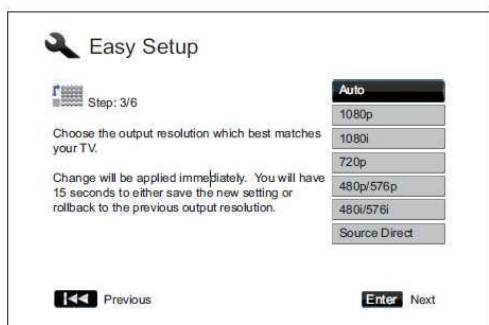 Easy Setup
Step: 3/6
Choose the output resolution which best matches
your TV.
Change will be applied immediately. You will have
15 seconds to either save the new setting or
rollback to the previous output resolution.
Auto
1080p
1080i
720p
480p/576p
480i/576i
Source Direct
Previous
Enter Next